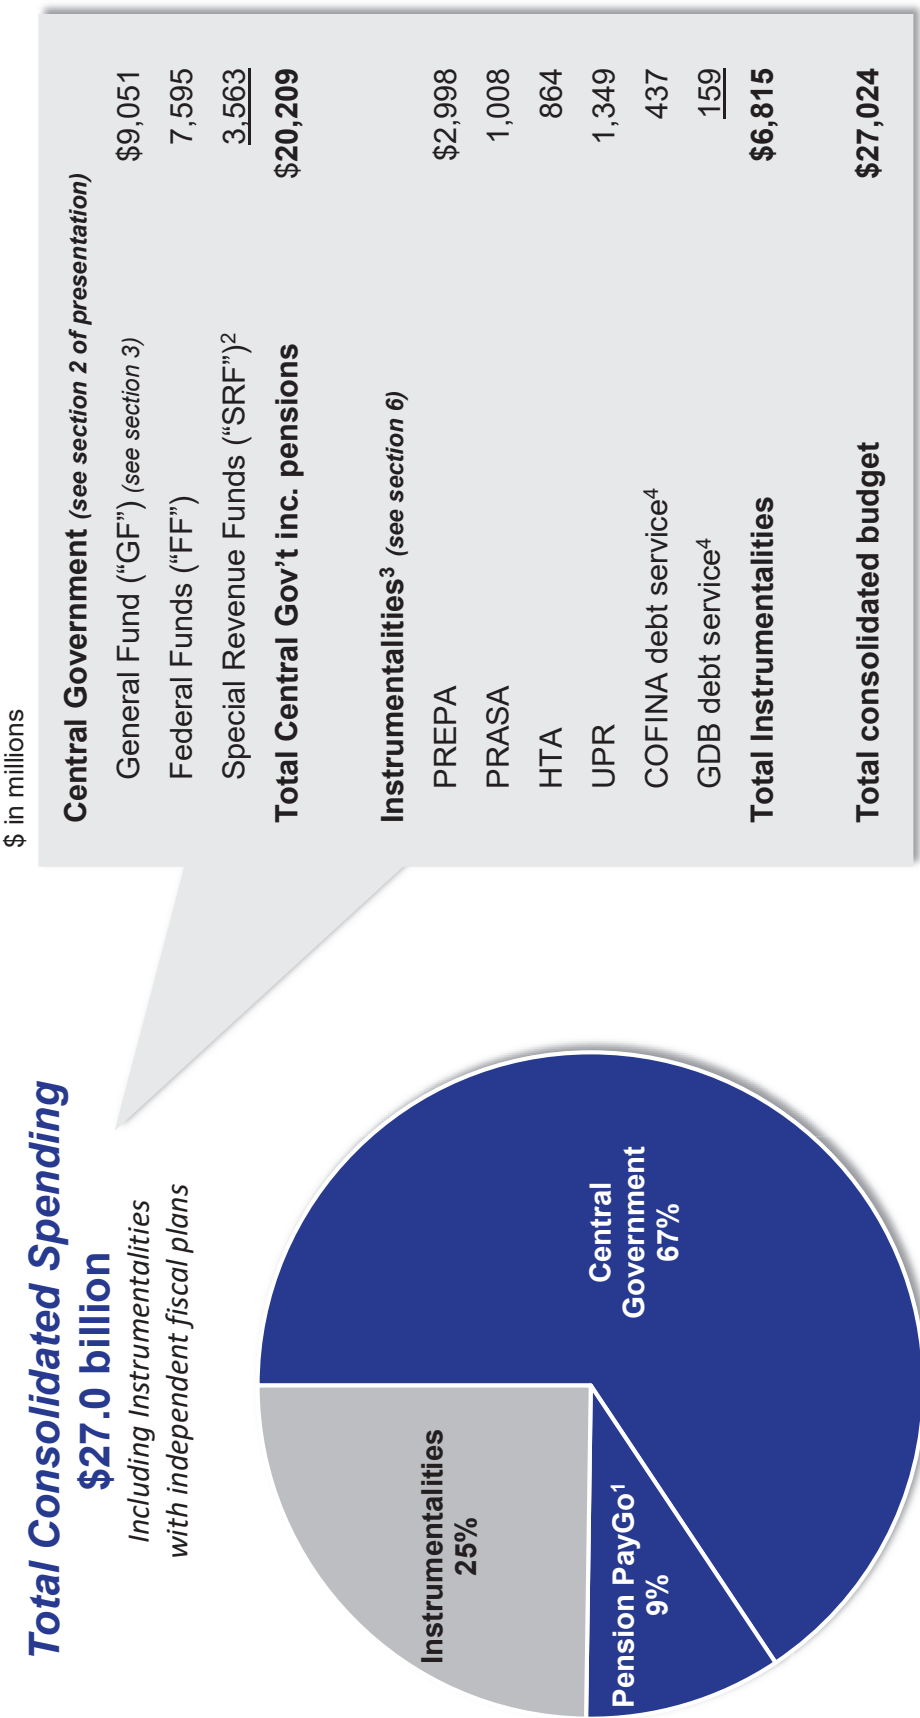 Total Consolidated Spending
$27.0 billion
Including Instrumentalities
with independent fiscal plans
Instrumentalities
25%
Pension PayGo1
9%
Central
Government
67%
$ in millions
Central Government (see section 2 of presentation)
General Fund (“GF”) (see section 3) $9,051
Federal Funds (“FF”) 7,595
Special Revenue Funds (“SRF”)2 3,563
Total Central Gov’t inc. pensions $20,209
Instrumentalities3 (see section 6)
PREPA $2,998
PRASA 1,008
HTA 864
UPR 1,349
COFINA debt service4 437
GDB debt service4 159
Total Instrumentalities $6,815
Total consolidated budget $27,024